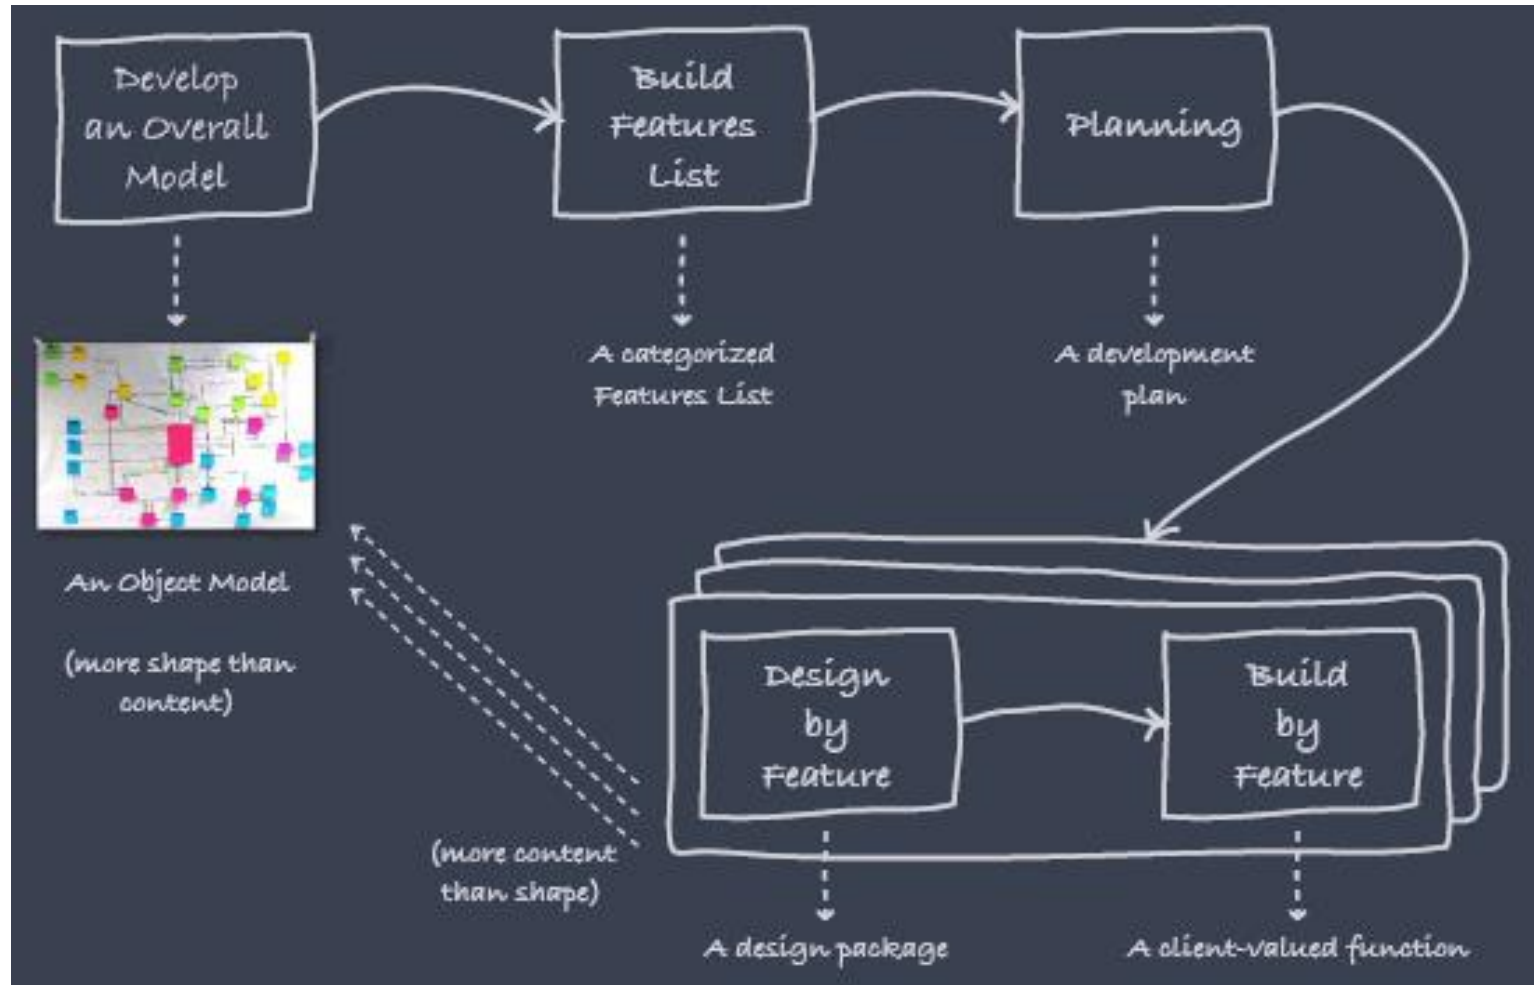 Develop
an Overall
Model
Build
Features
List
Planning
A categorized
Features List
A development
plan
An Object Model
(more shape than
content)
Design
by
Feature
Build
by
Feature
(more content
than shape)
A design package
A client-valued function